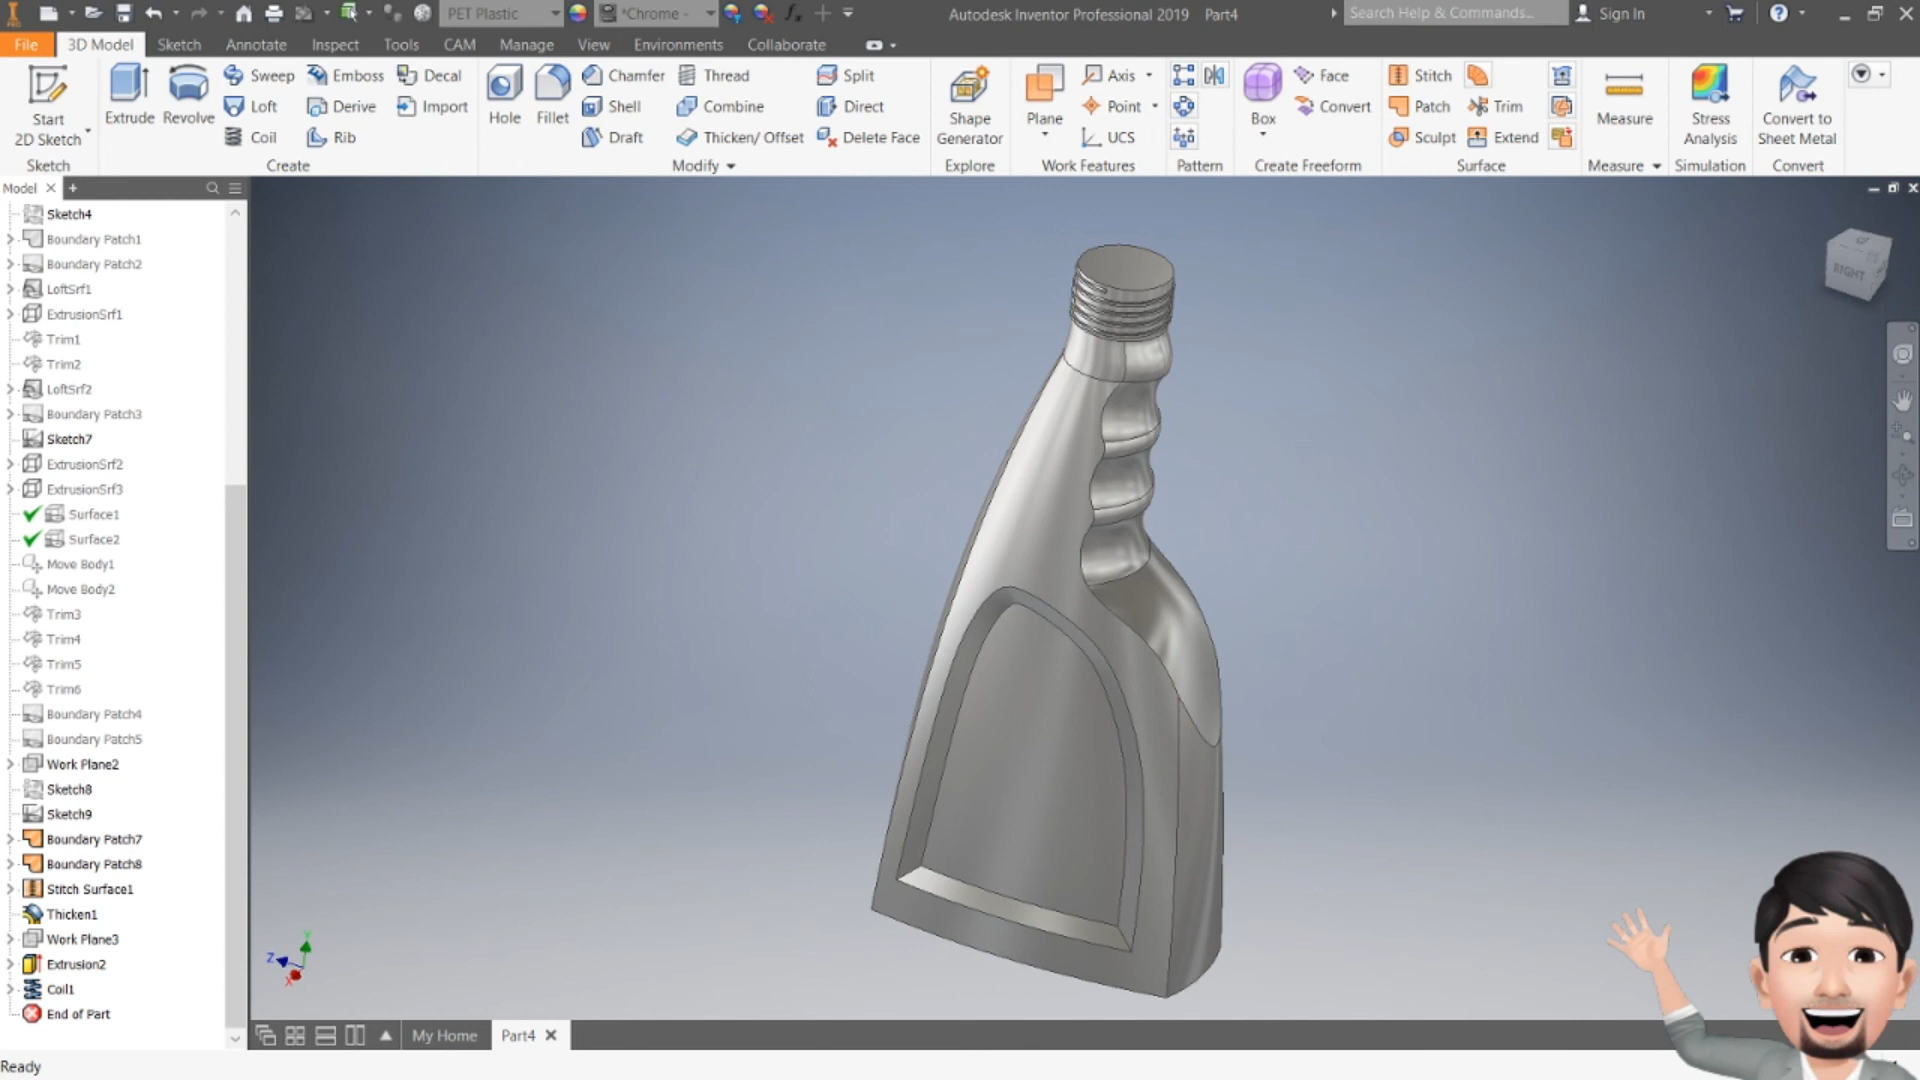 PRO PET Plastic *Chrome - Autodesk Inventor Professional 2019 Part4 Search Help & Commands... Sign In
File 3D Model Sketch Annotate Inspect Tools CAM Manage View Environments Collaborate
Start
2D Sketch
Extrude Revolve
Sweep Emboss Decal
Loft Derive Import
Coil Rib
Hole Fillet
Chamfer Thread Split
Shell Combine Direct
Draft Thicken/ Offset Delete Face
Shape
Generator
Plane
Axis
Point
UCS
Box
Face
Convert
Stitch
Patch Trim
Sculpt Extend
Measure
Stress
Analysis
Convert to
Sheet Metal
Sketch Create Modify Explore Work Features Pattern Create Freeform Surface Measure Simulation Convert
Model
Sketch4
Boundary Patch1
Boundary Patch2
LoftSrf1
ExtrusionSrf1
Trim1
Trim2
LoftSrf2
Boundary Patch3
Sketch7
ExtrusionSrf2
ExtrusionSrf3
Surface1
Surface2
Move Body1
Move Body2
Trim3
Trim4
Trim5
Trim6
Boundary Patch4
Boundary Patch5
Work Plane2
Sketch8
Sketch9
Boundary Patch7
Boundary Patch8
Stitch Surface1
Thicken1
Work Plane3
Extrusion2
Coil1
End of Part
RIGHT
Y
Z
X
My Home Part4
Ready